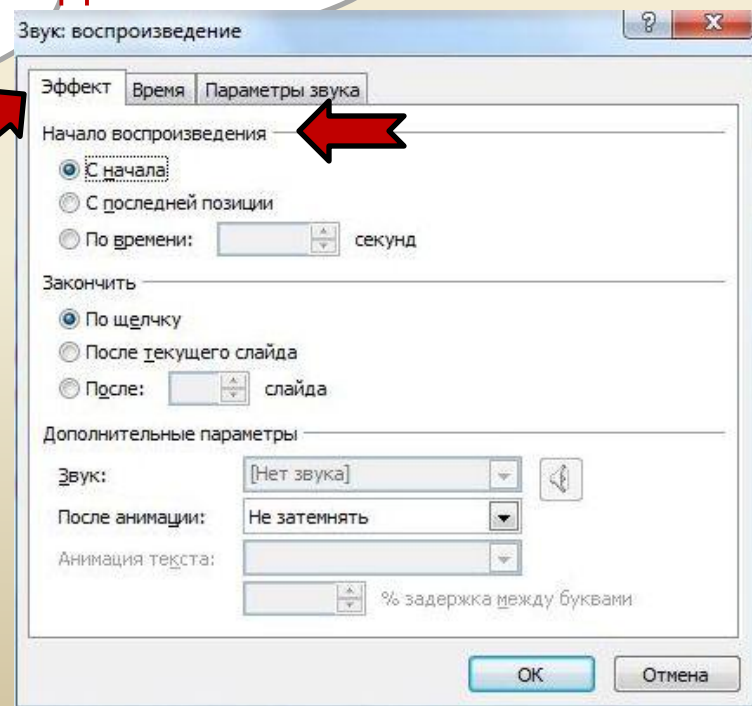 Звук: воспроизведение
Эффект Время Параметры звука
Начало воспроизведения
С начала
С последней позиции
По времени: секунд
Закончить
По щелчку
После текущего слайда
После: слайда
Дополнительные параметры
Звук: [Нет звука]
После анимации: Не затемнять
Анимация текста:
% задержка между буквами
ОК Отмена